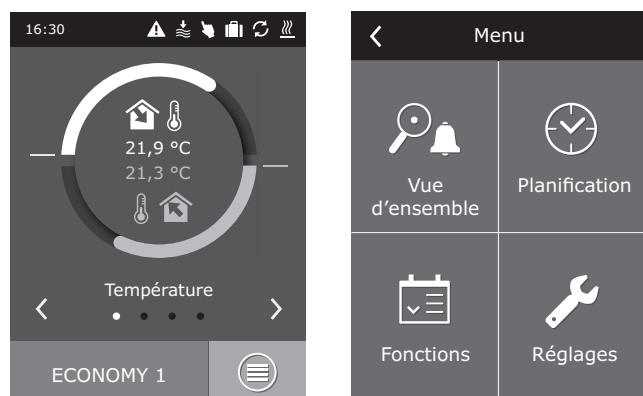 16:30
21,9 °C
21,3 °C
Température
ECONOMY 1
Menu
Vue
d'ensemble
Planification
Fonctions
Réglages